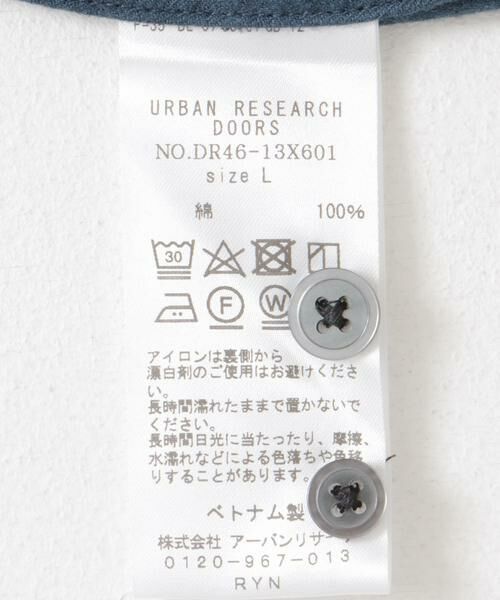 URBAN RESEARCH
DOORS
NO.DR46-13X601
size L
綿 100%
30
F W
アイロンは裏側から
漂白剤のご使用はお避けくださ
い。
長時間濡れたままで置かないで
ください。
長時間日光に当たったり、摩擦、
水濡れなどによる色落ちや色移
りすることがあります。
ベトナム製
株式会社 アーバンリサーチ
0120-967-013
RYN